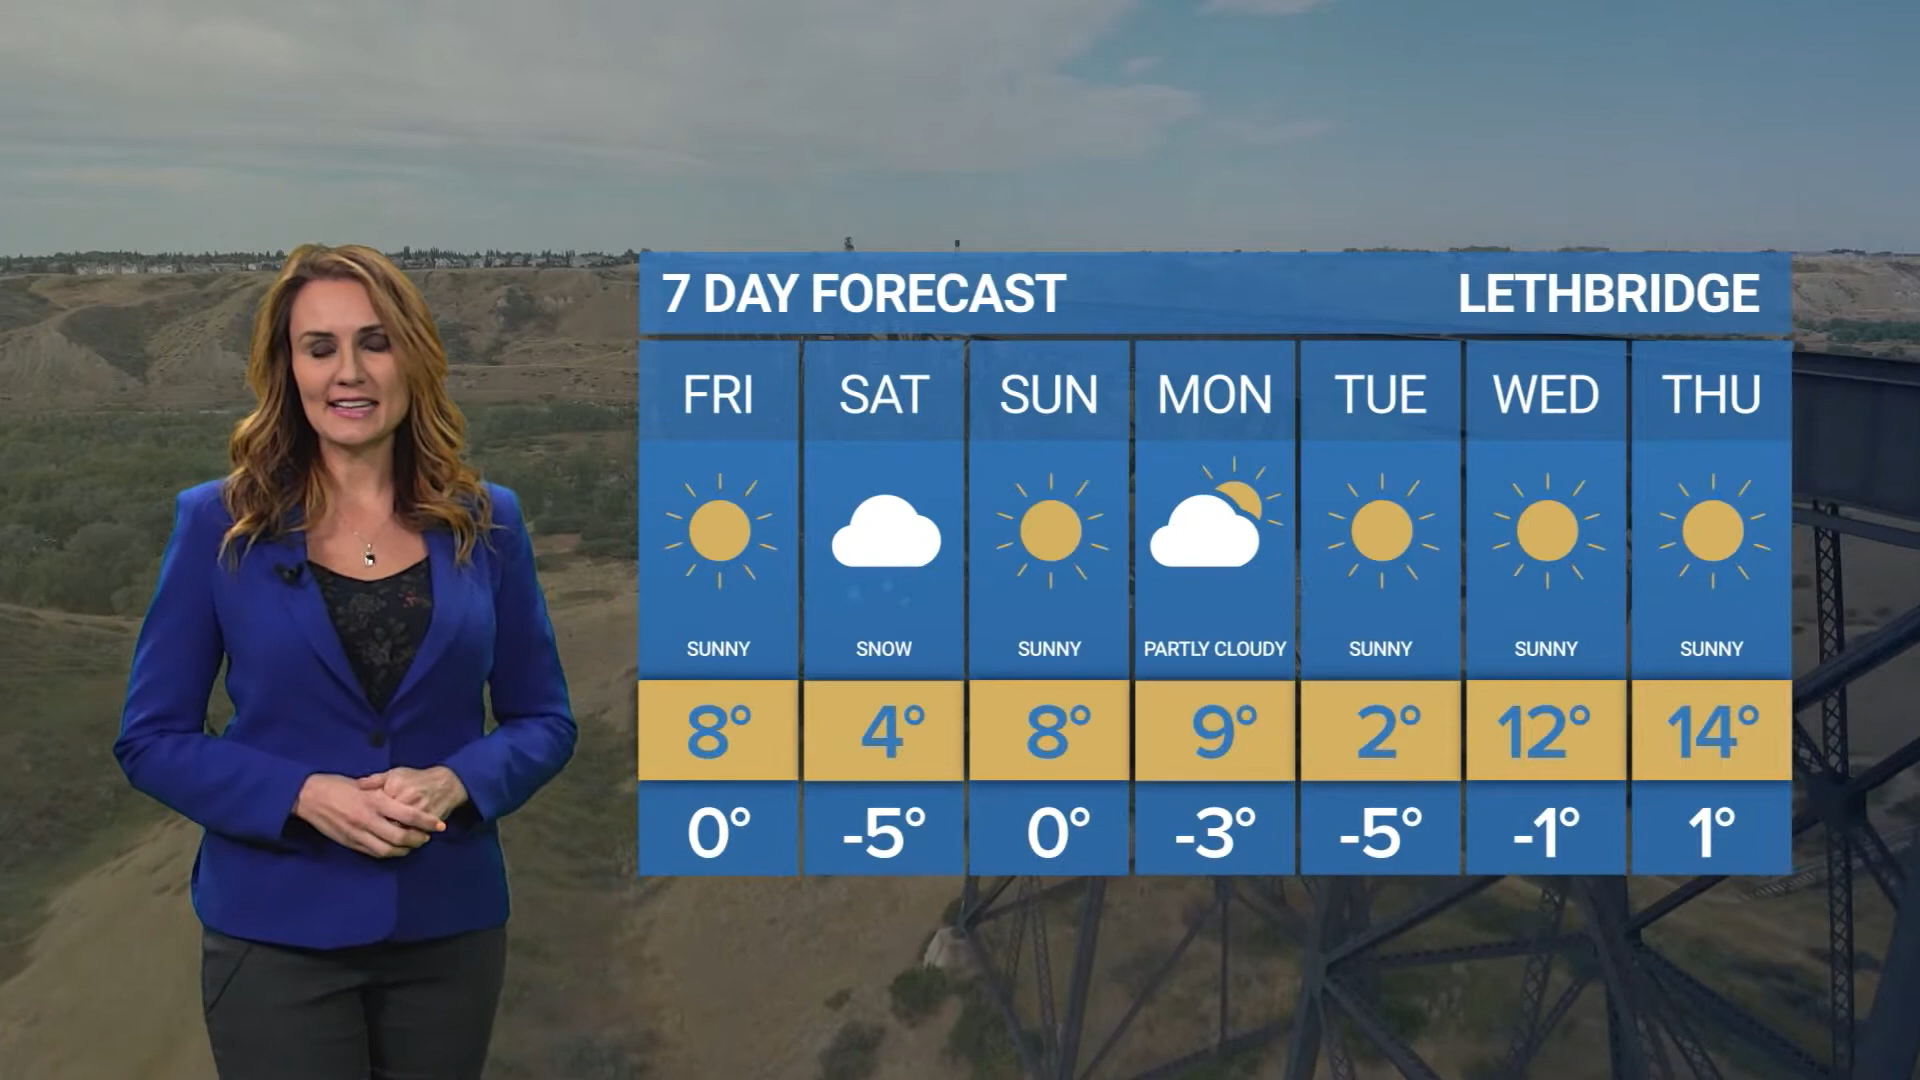 7 DAY FORECAST LETHBRIDGE
FRI SAT SUN MON TUE WED THU
SUNNY SNOW SUNNY PARTLY CLOUDY SUNNY SUNNY SUNNY
8° 4° 8° 9° 2° 12° 14°
0° -5° 0° -3° -5° -1° 1°